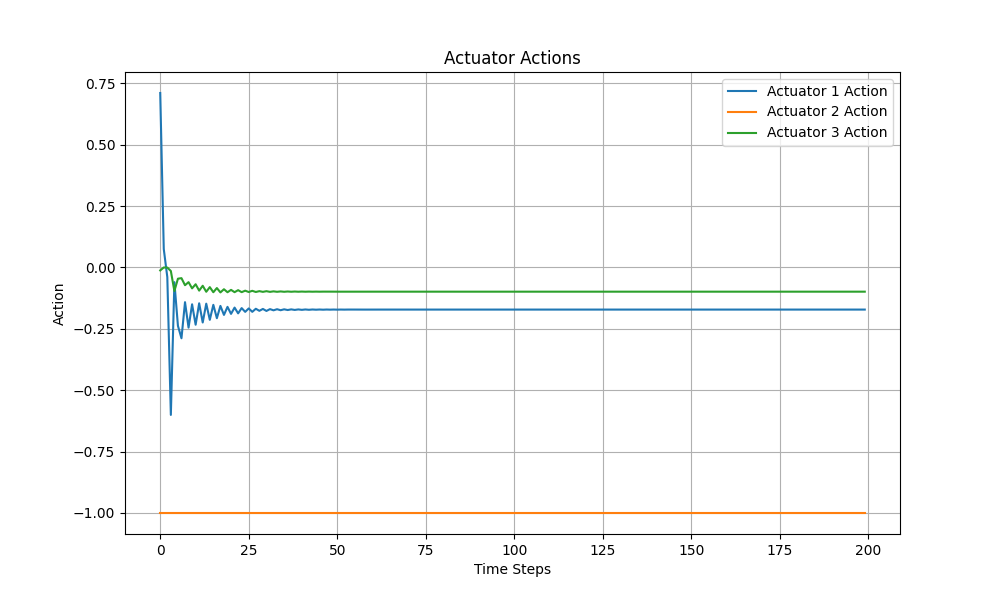 Actuator Actions
Actuator 1 Action
Actuator 2 Action
Actuator 3 Action
0.75
0.50
0.25
0.00
−0.25
−0.50
−0.75
−1.00
Action
0 25 50 75 100 125 150 175 200
Time Steps